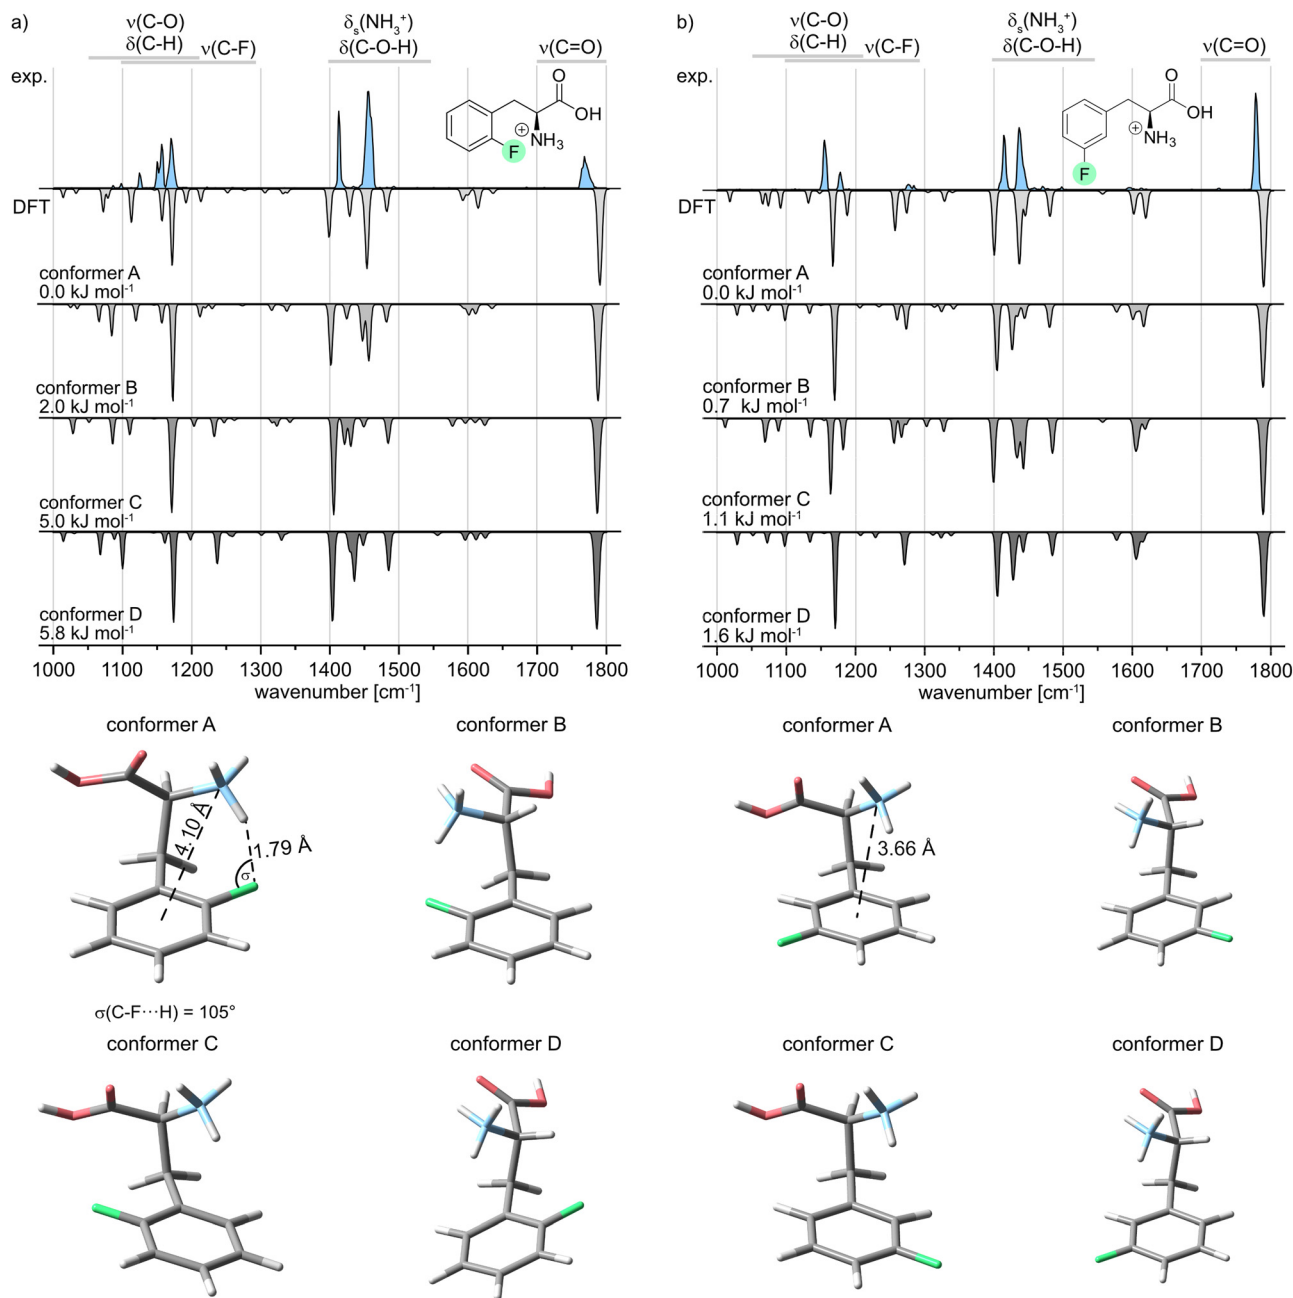 a)
ν(C-O)
δ(C-H)
ν(C-F)
δs(NH3+)
δ(C-O-H)
ν(C=O)
exp.
O
OH
NH3
+
F
DFT
conformer A
0.0 kJ mol-1
conformer B
2.0 kJ mol-1
conformer C
5.0 kJ mol-1
conformer D
5.8 kJ mol-1
1000 1100 1200 1300 1400 1500 1600 1700 1800
wavenumber [cm-1]
b)
ν(C-O)
δ(C-H)
ν(C-F)
δs(NH3+)
δ(C-O-H)
ν(C=O)
exp.
O
OH
NH3
+
F
DFT
conformer A
0.0 kJ mol-1
conformer B
0.7 kJ mol-1
conformer C
1.1 kJ mol-1
conformer D
1.6 kJ mol-1
1000 1100 1200 1300 1400 1500 1600 1700 1800
wavenumber [cm-1]
conformer A
4.10 Å
1.79 Å
σ
σ(C-F···H) = 105°
conformer B
conformer C
conformer D
conformer A
3.66 Å
conformer B
conformer C
conformer D